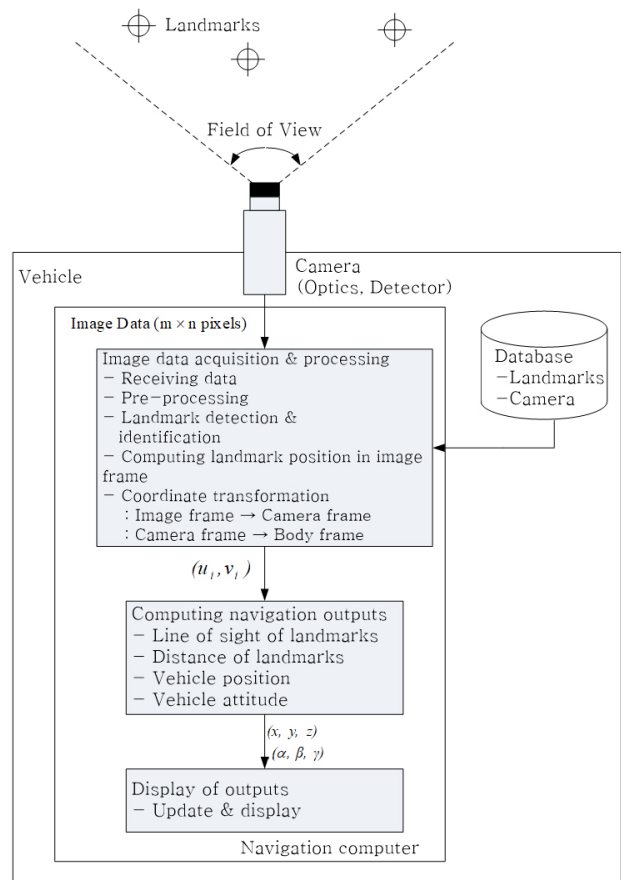 Landmarks
Field of View
Vehicle
Camera
(Optics, Detector)
Image Data (m × n pixels)
Image data acquisition & processing
- Receiving data
- Pre-processing
- Landmark detection &
identification
- Computing landmark position in image
frame
- Coordinate transformation
: Image frame → Camera frame
: Camera frame → Body frame
Database
-Landmarks
-Camera
(u_i, v_i)
Computing navigation outputs
- Line of sight of landmarks
- Distance of landmarks
- Vehicle position
- Vehicle attitude
(x, y, z)
(α, β, γ)
Display of outputs
- Update & display
Navigation computer